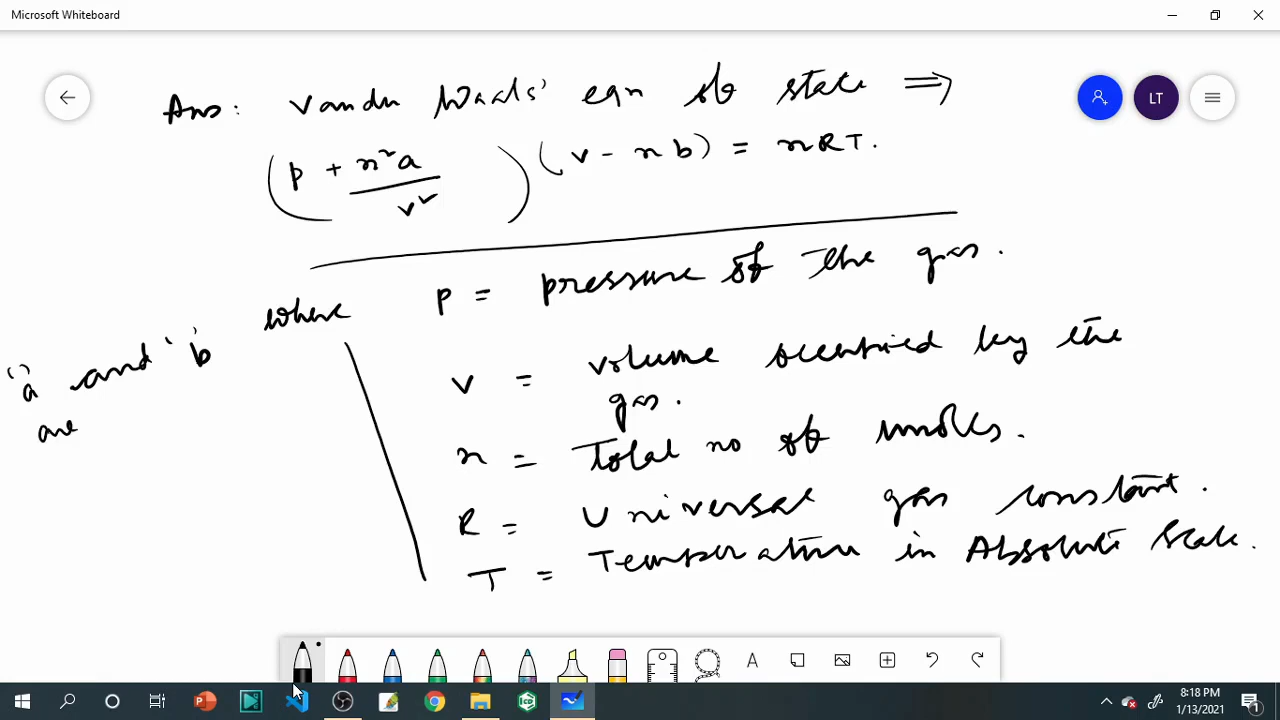 Microsoft Whiteboard
Ans: Vander Waals' eqn of state ⇒
(p + n²a / v²) (v - nb) = nRT.
where p = pressure of the gas.
v = volume occupied by the
gas.
n = Total no of moles.
R = Universal gas constant.
T = Temperature in Absolute Scale.
'a' and 'b'
are
LT
A
8:18 PM
1/13/2021